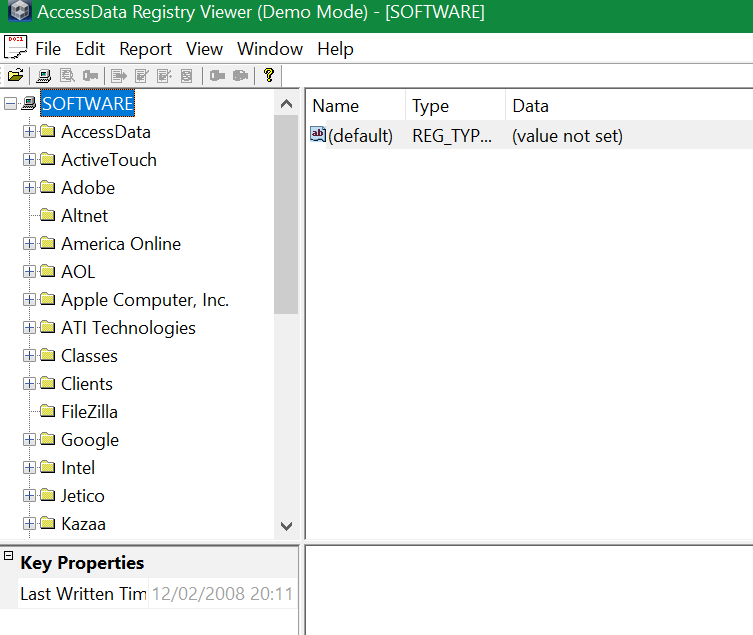 AccessData Registry Viewer (Demo Mode) - [SOFTWARE]
File Edit Report View Window Help
SOFTWARE
AccessData
ActiveTouch
Adobe
Altnet
America Online
AOL
Apple Computer, Inc.
ATI Technologies
Classes
Clients
FileZilla
Google
Intel
Jetico
Kazaa
Name Type Data
ab (default) REG_TYP... (value not set)
Key Properties
Last Written Tim 12/02/2008 20:11